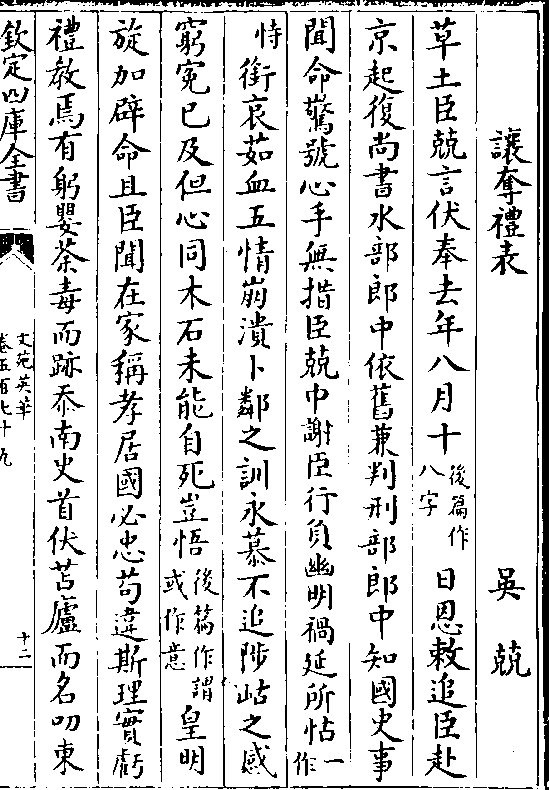 讓奪禮表
吳兢
草土臣兢言伏奉去年八月十後篇作八字日恩敕追臣赴
京起復尚書水部郎中依舊兼判刑部郎中知國史事
聞命驚號心手無措臣兢中謝臣行負幽明禍延所怙一作
恃銜哀茹血五情崩潰卜鄰之訓永慕不追陟岵之感
窮寃已及但心同木石未能自死豈悟後篇作謂或作意皇明
旋加辟命且臣聞在家稱孝居國必忠苟違斯理實虧
禮教焉有躬嬰荼毒而跡忝南史首伏苫廬而名叨東
欽定四庫全書
文苑英華
卷五百七十九
十二